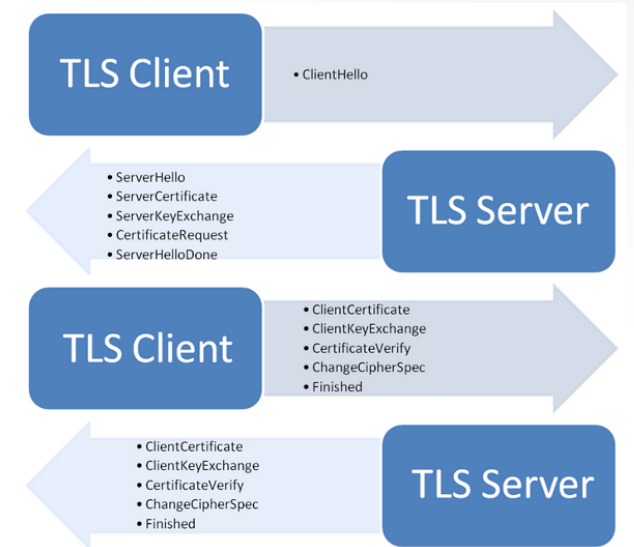 TLS Client
• ClientHello
• ServerHello
• ServerCertificate
• ServerKeyExchange
• CertificateRequest
• ServerHelloDone
TLS Server
TLS Client
• ClientCertificate
• ClientKeyExchange
• CertificateVerify
• ChangeCipherSpec
• Finished
• ClientCertificate
• ClientKeyExchange
• CertificateVerify
• ChangeCipherSpec
• Finished
TLS Server